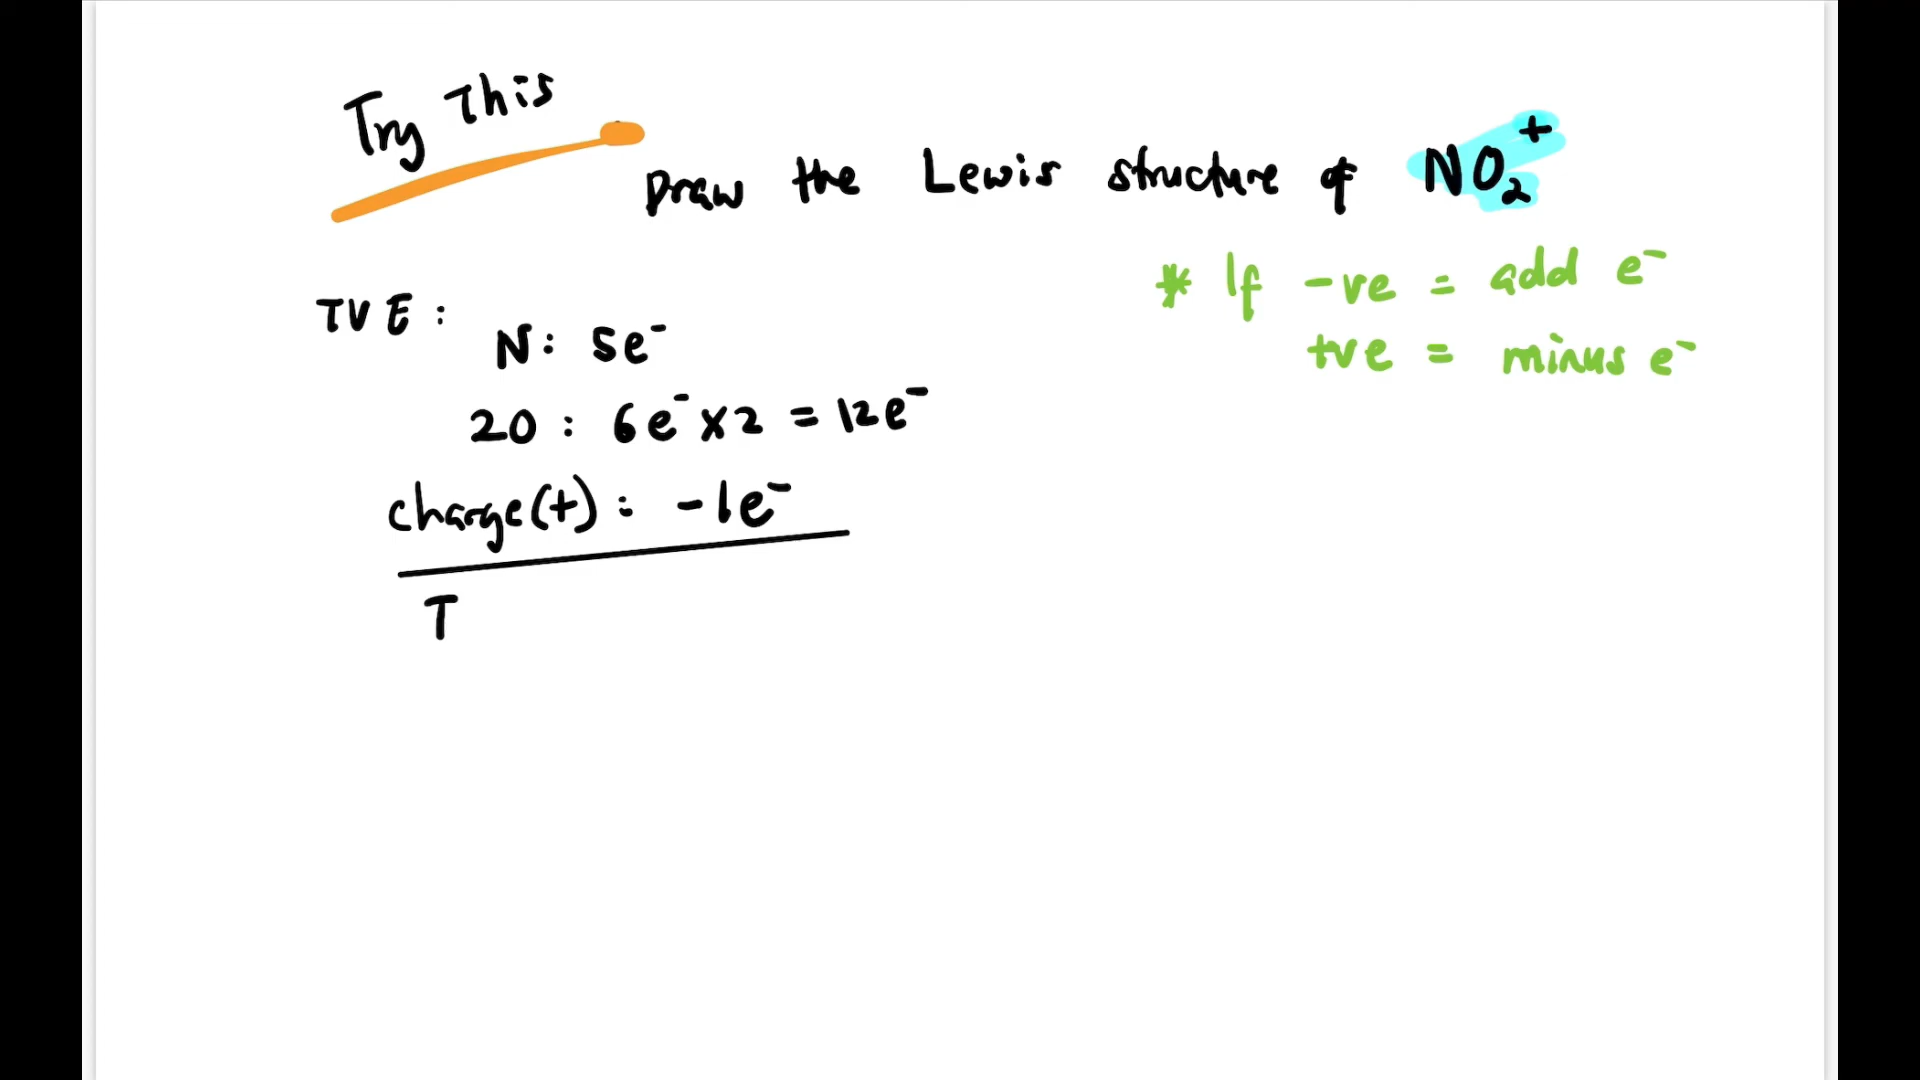 Try This
Draw the Lewis structure of NO₂⁺
* If -ve = add e⁻
+ve = minus e⁻
TVE :
N : 5e⁻
2O : 6e⁻ x 2 = 12e⁻
charge(+) : -1e⁻
T